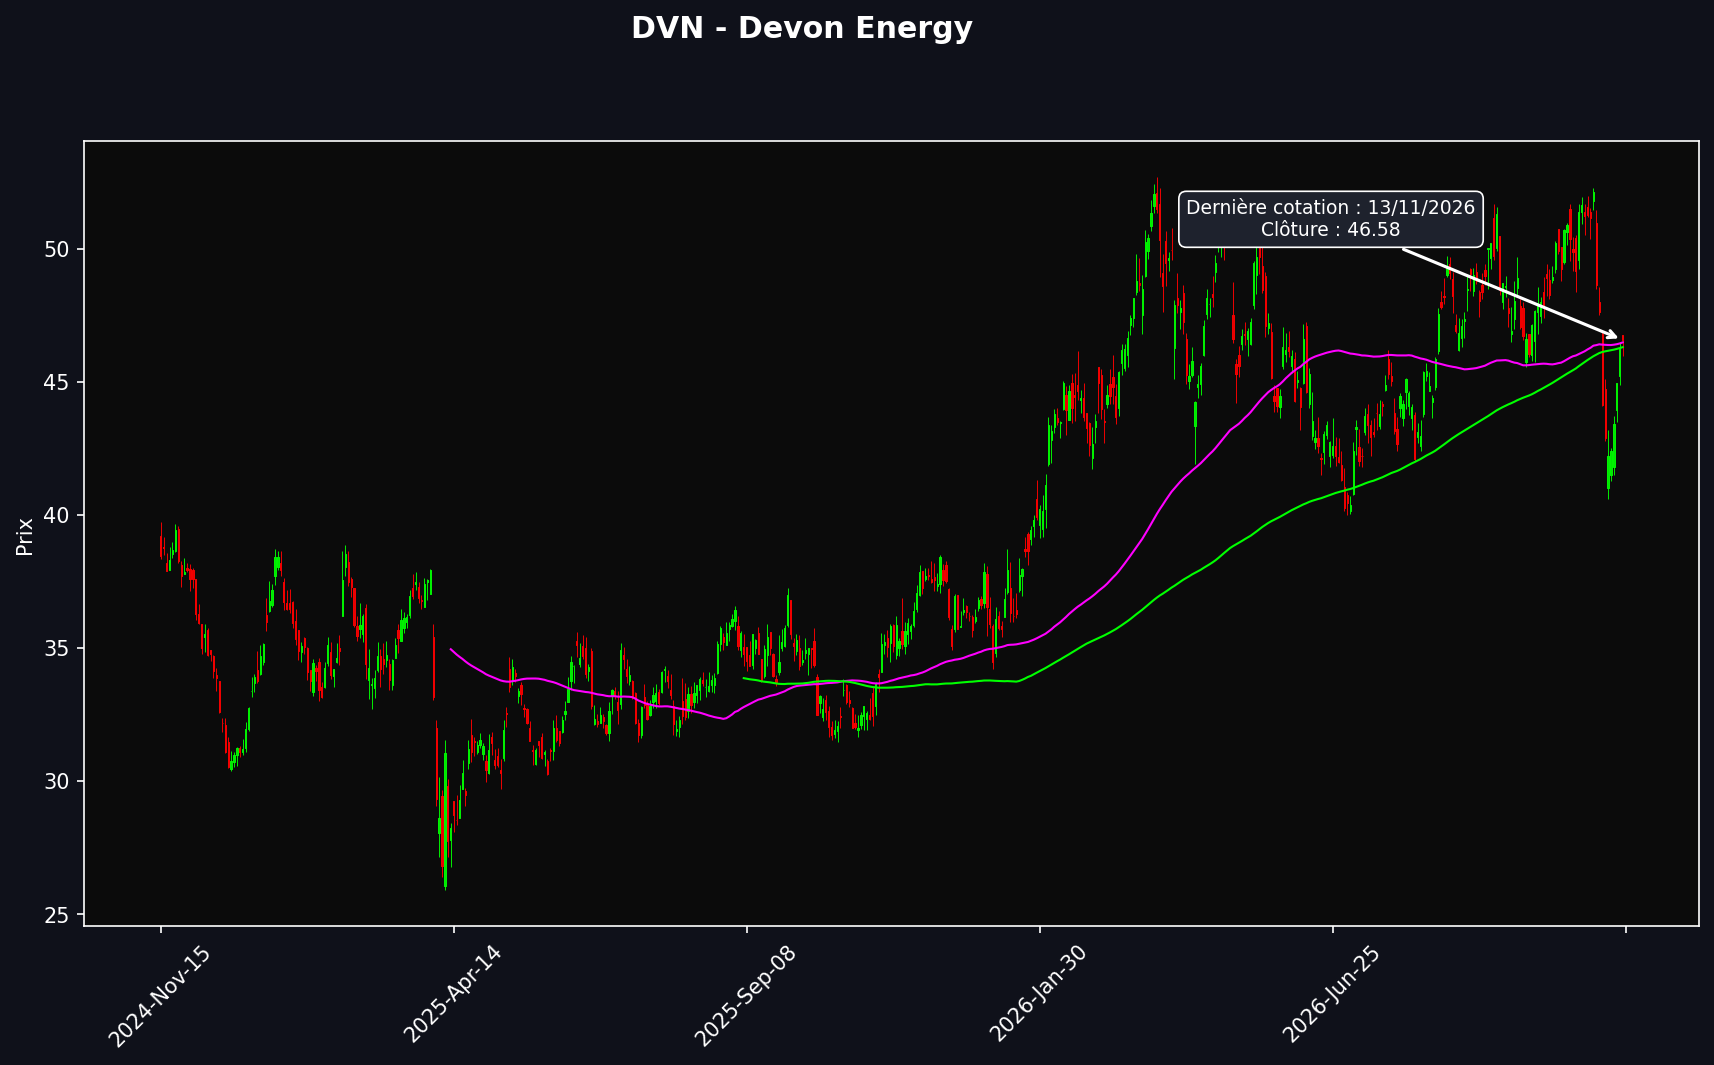 DVN - Devon Energy
Dernière cotation : 13/11/2026
Clôture : 46.58
Prix
50
45
40
35
30
25
2024-Nov-15
2025-Apr-14
2025-Sep-08
2026-Jan-30
2026-Jun-25